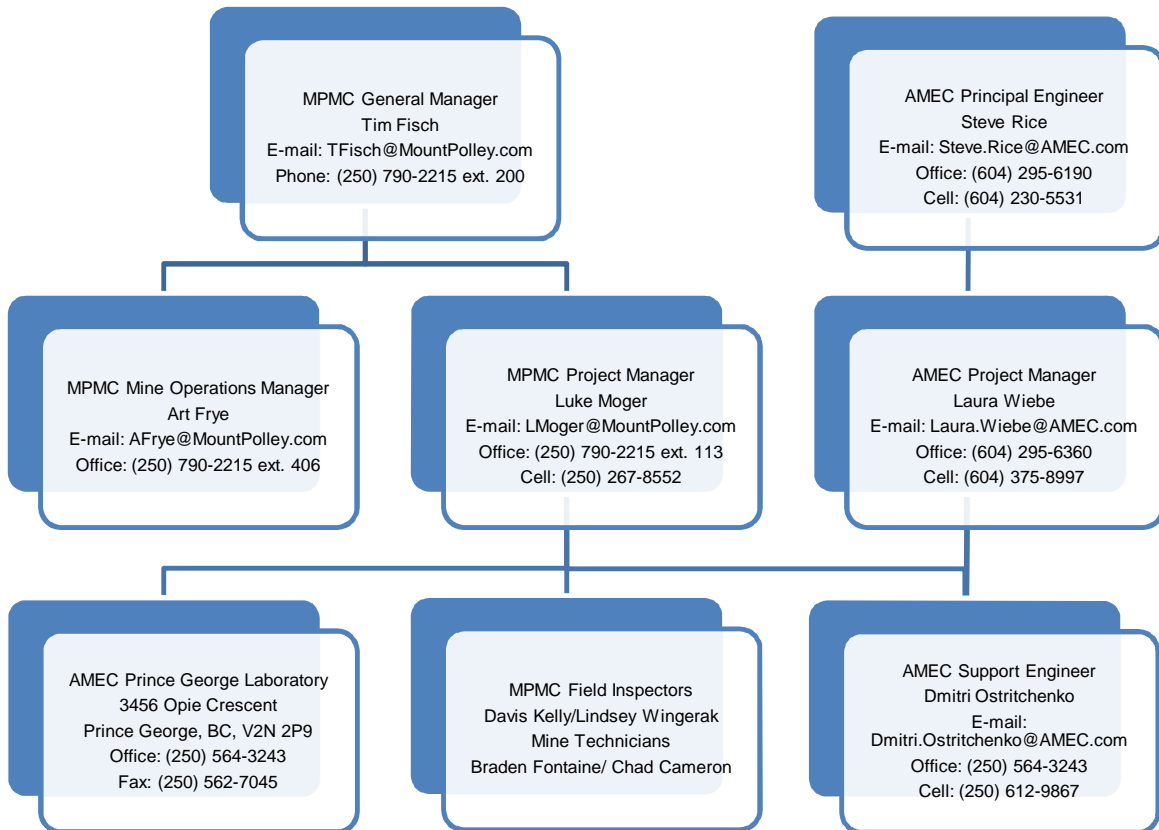 MPMC General Manager
Tim Fisch
E-mail: TFisch@MountPolley.com
Phone: (250) 790-2215 ext. 200
AMEC Principal Engineer
Steve Rice
E-mail: Steve.Rice@AMEC.com
Office: (604) 295-6190
Cell: (604) 230-5531
MPMC Mine Operations Manager
Art Frye
E-mail: AFrye@MountPolley.com
Office: (250) 790-2215 ext. 406
MPMC Project Manager
Luke Moger
E-mail: LMoger@MountPolley.com
Office: (250) 790-2215 ext. 113
Cell: (250) 267-8552
AMEC Project Manager
Laura Wiebe
E-mail: Laura.Wiebe@AMEC.com
Office: (604) 295-6360
Cell: (604) 375-8997
AMEC Prince George Laboratory
3456 Opie Crescent
Prince George, BC, V2N 2P9
Office: (250) 564-3243
Fax: (250) 562-7045
MPMC Field Inspectors
Davis Kelly/Lindsey Wingerak
Mine Technicians
Braden Fontaine/ Chad Cameron
AMEC Support Engineer
Dmitri Ostritchenko
E-mail:
Dmitri.Ostritchenko@AMEC.com
Office: (250) 564-3243
Cell: (250) 612-9867